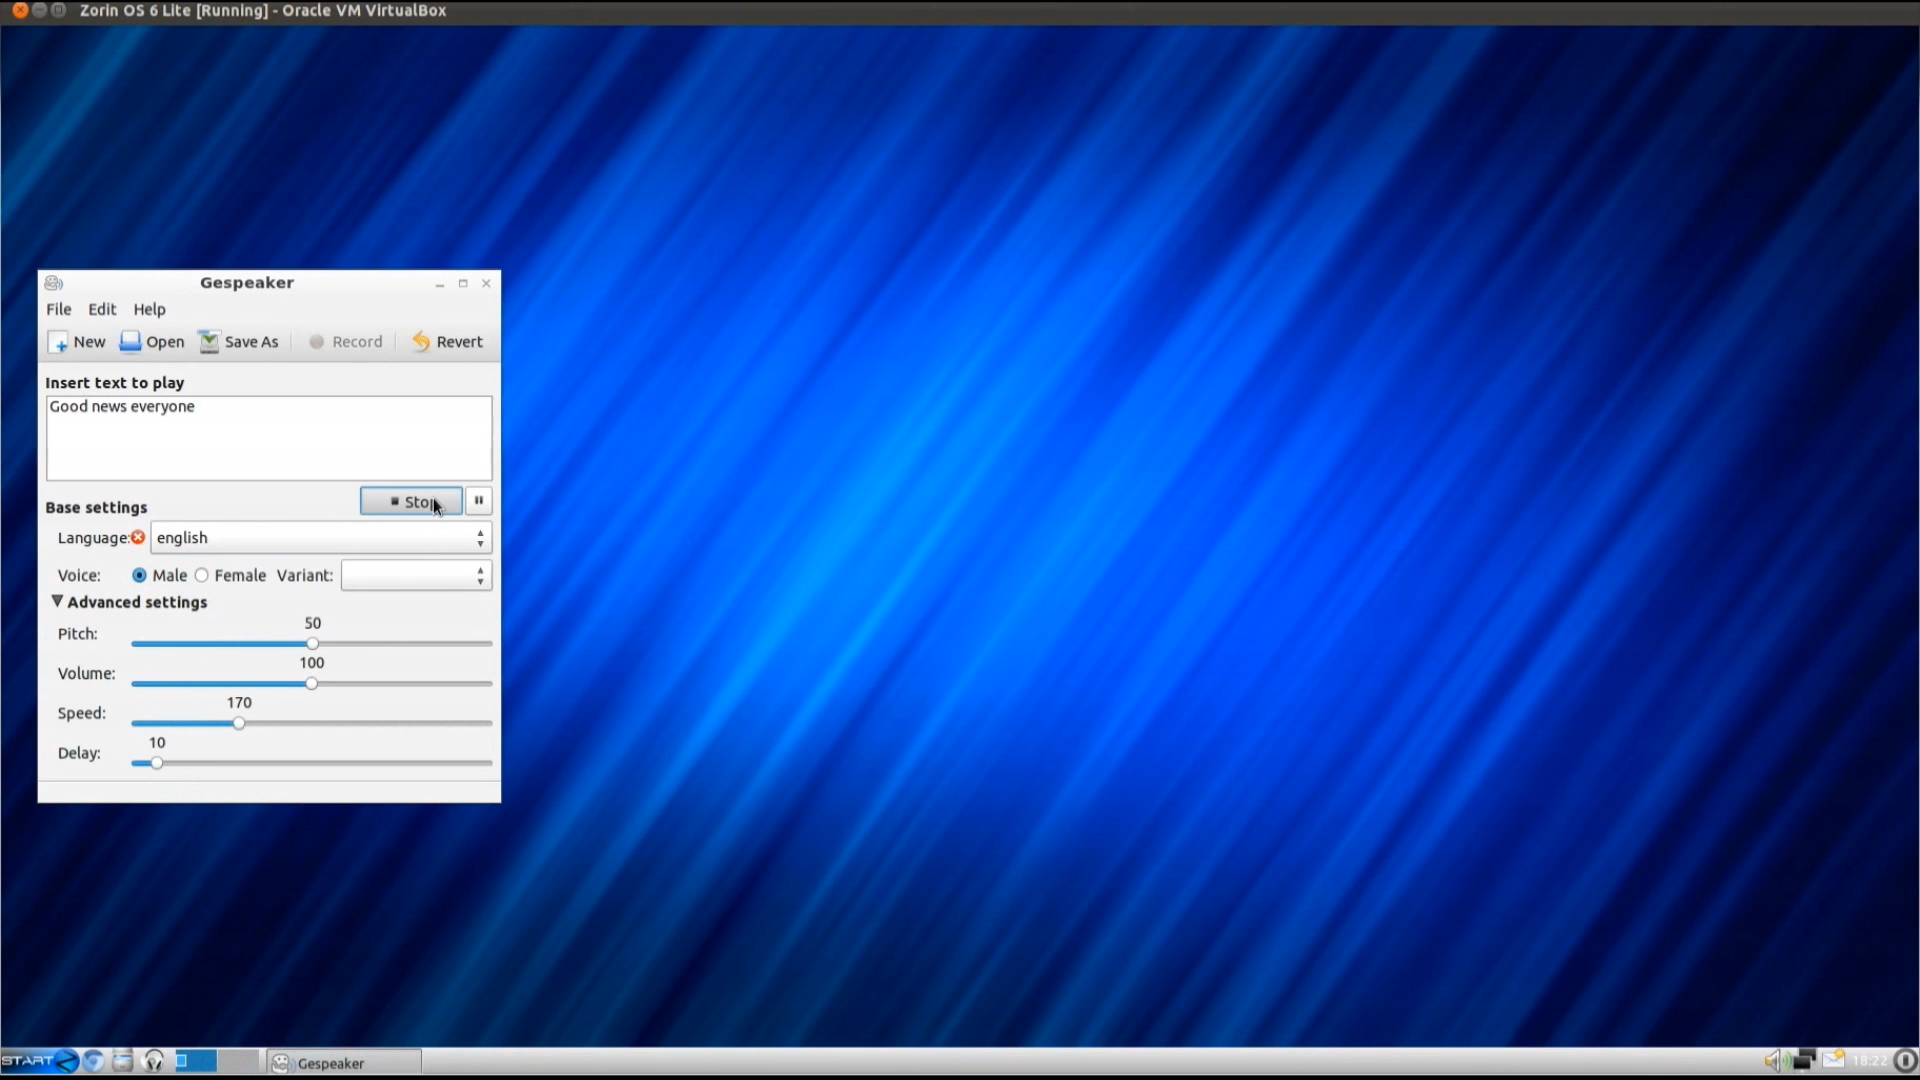 Zorin OS 6 Lite [Running] - Oracle VM VirtualBox
Gespeaker
File Edit Help
New Open Save As Record Revert
Insert text to play
Good news everyone
Stop
Base settings
Language: english
Voice: Male Female Variant:
Advanced settings
50
Pitch:
100
Volume:
170
Speed:
10
Delay:
START Gespeaker 18:22